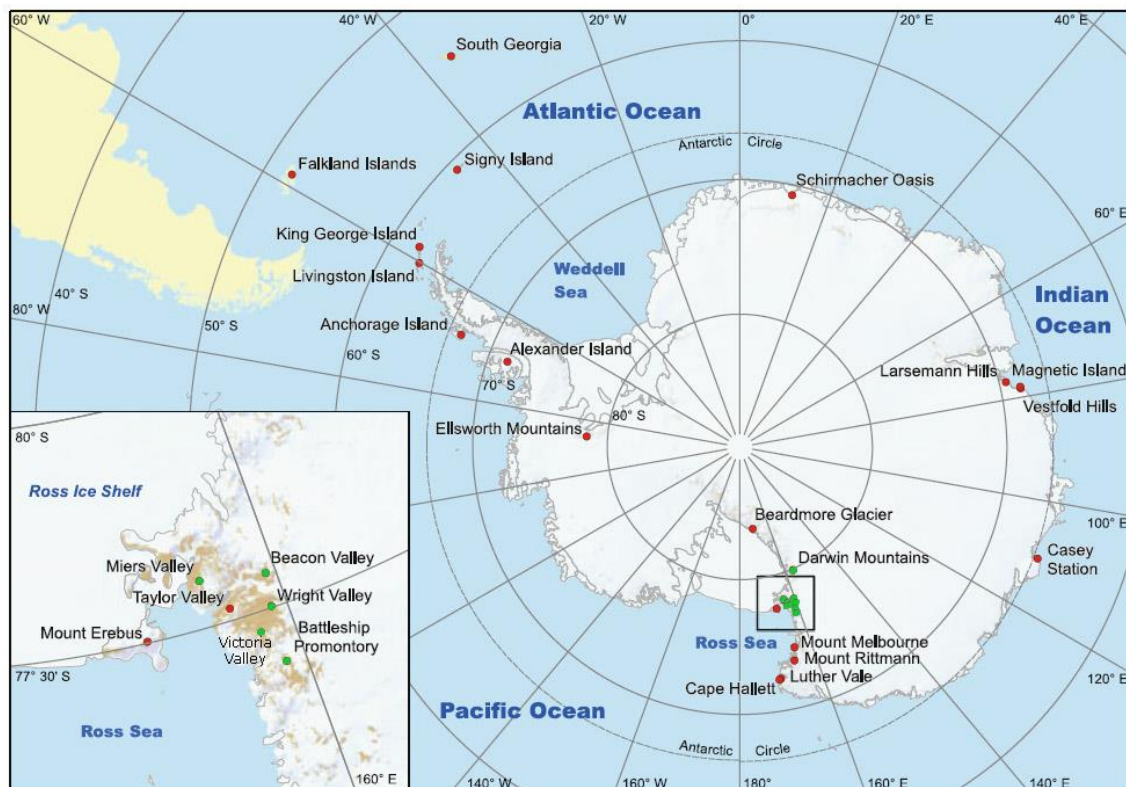 60° W
40° W
20° W
0°
20° E
40° E
South Georgia
Atlantic Ocean
Antarctic Circle
Falkland Islands
Signy Island
Schirmacher Oasis
King George Island
60° E
Livingston Island
Weddell
Sea
Indian
Ocean
80° W
40° S
50° S
Anchorage Island
60° S
Alexander Island
70° S
Larsemann Hills
Magnetic Island
Vestfold Hills
80° S
Ellsworth Mountains
80° S
Ross Ice Shelf
Beardmore Glacier
100° E
Casey
Station
Darwin Mountains
Miers Valley
Beacon Valley
Taylor Valley
Wright Valley
Mount Erebus
Victoria
Valley
Battleship
Promontory
77° 30' S
Ross Sea
160° E
Ross Sea
Mount Melbourne
Mount Rittmann
Luther Vale
Cape Hallett
120° E
Pacific Ocean
Antarctic Circle
140° W
160° W
180°
160° E
140° E